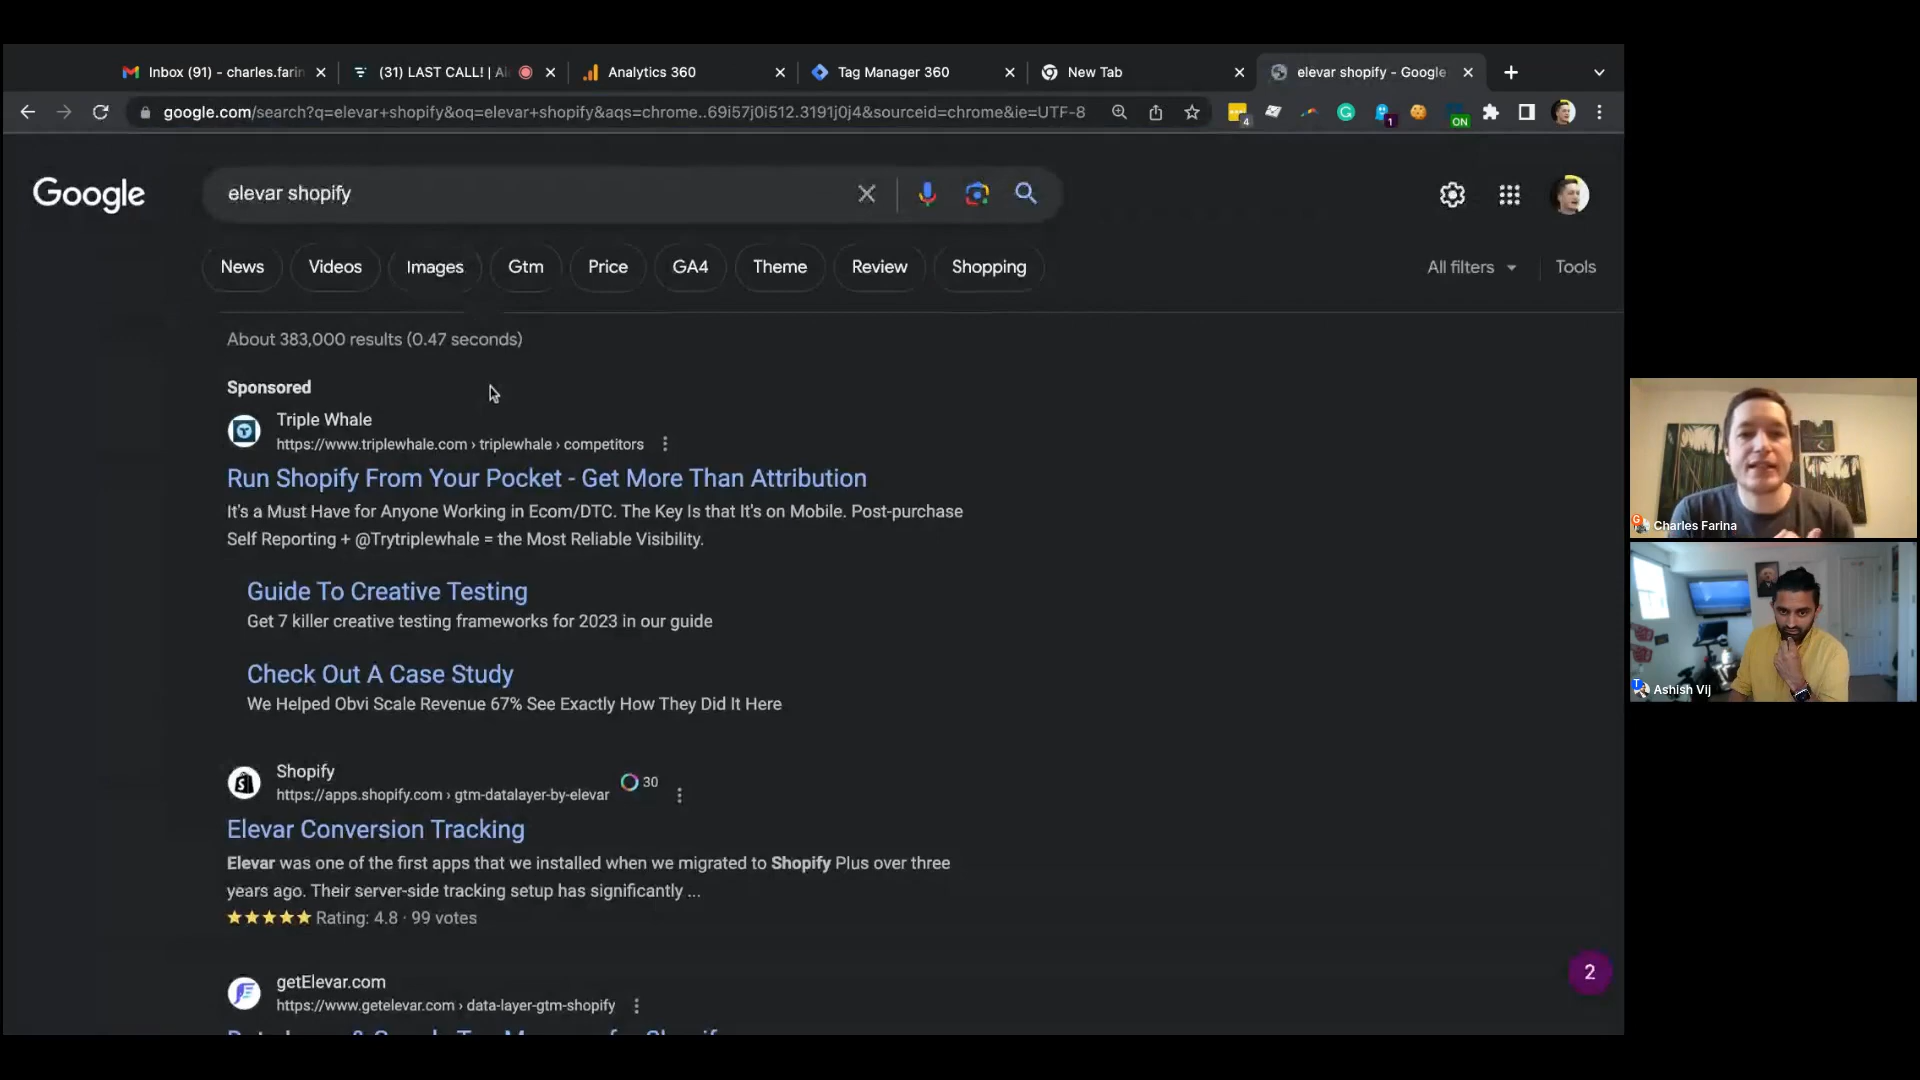 Inbox (91) - charles.farin
(31) LAST CALL! | Al
Analytics 360
Tag Manager 360
New Tab
elevar shopify - Google
google.com/search?q=elevar+shopify&oq=elevar+shopify&aqs=chrome..69i57j0i512.3191j0j4&sourceid=chrome&ie=UTF-8
4
1
ON
Google
elevar shopify
News
Videos
Images
Gtm
Price
GA4
Theme
Review
Shopping
All filters
Tools
About 383,000 results (0.47 seconds)
Sponsored
Triple Whale
https://www.triplewhale.com › triplewhale › competitors
Run Shopify From Your Pocket - Get More Than Attribution
It's a Must Have for Anyone Working in Ecom/DTC. The Key Is that It's on Mobile. Post-purchase
Self Reporting + @Trytriplewhale = the Most Reliable Visibility.
Guide To Creative Testing
Get 7 killer creative testing frameworks for 2023 in our guide
Check Out A Case Study
We Helped Obvi Scale Revenue 67% See Exactly How They Did It Here
Shopify
https://apps.shopify.com › gtm-datalayer-by-elevar
30
Elevar Conversion Tracking
Elevar was one of the first apps that we installed when we migrated to Shopify Plus over three
years ago. Their server-side tracking setup has significantly ...
Rating: 4.8 · 99 votes
getElevar.com
https://www.getelevar.com › data-layer-gtm-shopify
2
Charles Farina
Ashish Vij